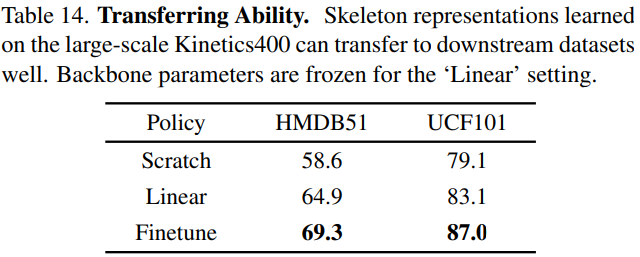 Table 14. Transferring Ability. Skeleton representations learned
on the large-scale Kinetics400 can transfer to downstream datasets
well. Backbone parameters are frozen for the ‘Linear’ setting.
Policy HMDB51 UCF101
Scratch 58.6 79.1
Linear 64.9 83.1
Finetune 69.3 87.0